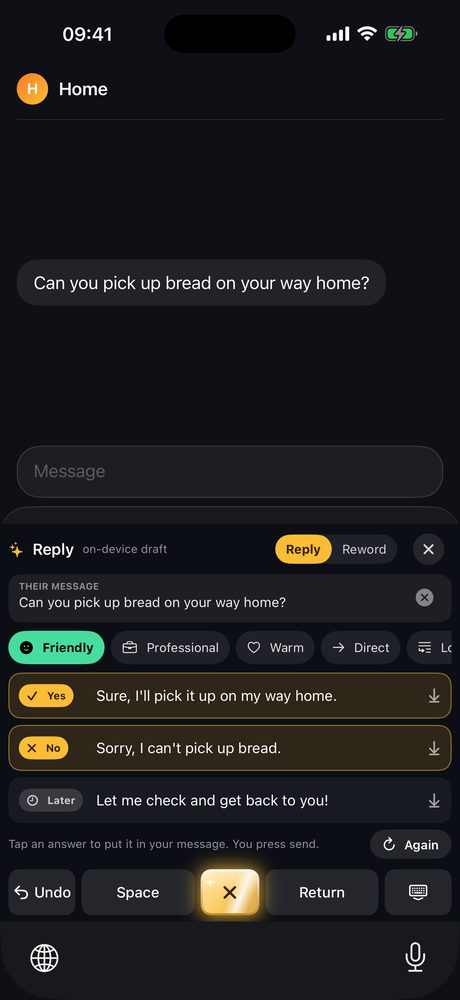 09:41
H Home
Can you pick up bread on your way home?
Message
Reply on-device draft Reply Reword
THEIR MESSAGE
Can you pick up bread on your way home?
Friendly Professional Warm Direct Lo
Yes Sure, I'll pick it up on my way home.
No Sorry, I can't pick up bread.
Later Let me check and get back to you!
Tap an answer to put it in your message. You press send. Again
Undo Space Return